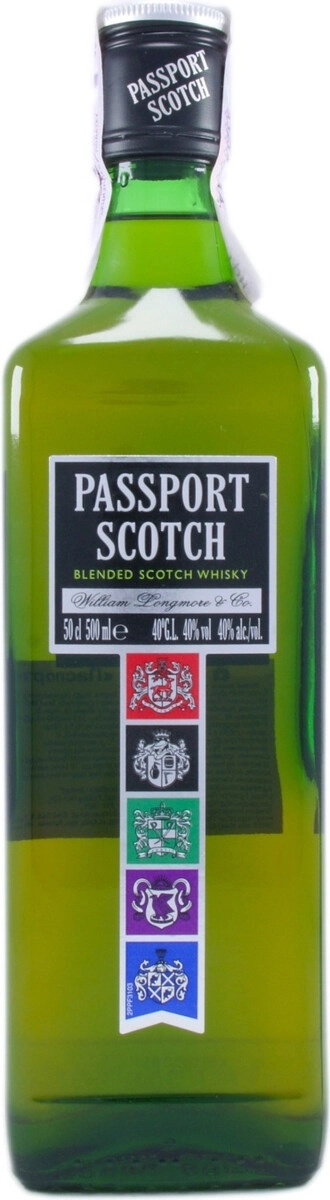 PASSPORT
SCOTCH
PASSPORT
SCOTCH
BLENDED SCOTCH WHISKY
William Longmore & Co.
50 cl 500 ml e 40°G.L. 40% vol 40% alc./vol.